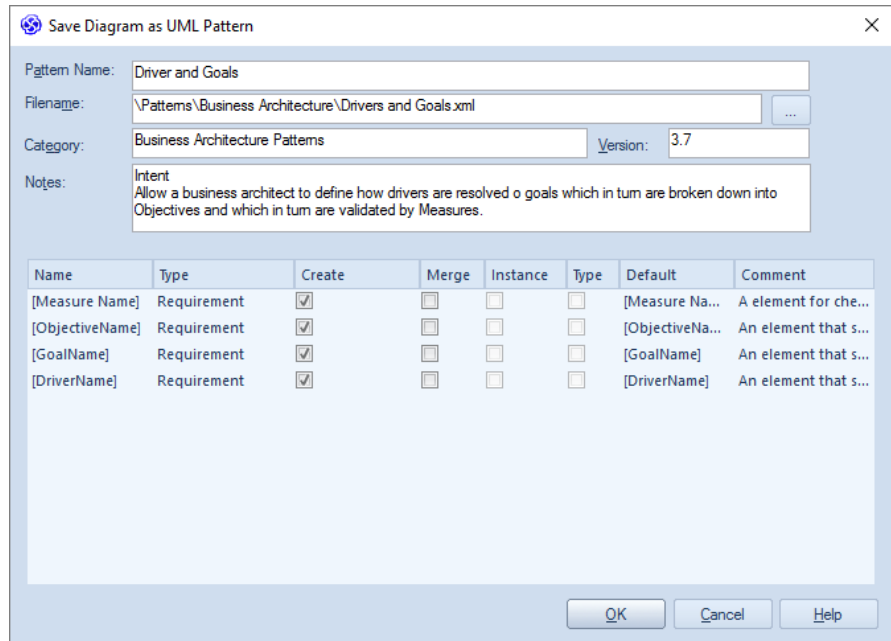 Save Diagram as UML Pattern
Pattern Name: Driver and Goals
Filename: \Patterns\Business Architecture\Drivers and Goals.xml ...
Category: Business Architecture Patterns Version: 3.7
Notes: Intent
Allow a business architect to define how drivers are resolved o goals which in turn are broken down into
Objectives and which in turn are validated by Measures.
Name Type Create Merge Instance Type Default Comment
[Measure Name] Requirement [Measure Na... A element for che...
[ObjectiveName] Requirement [ObjectiveNa... An element that s...
[GoalName] Requirement [GoalName] An element that s...
[DriverName] Requirement [DriverName] An element that s...
OK Cancel Help